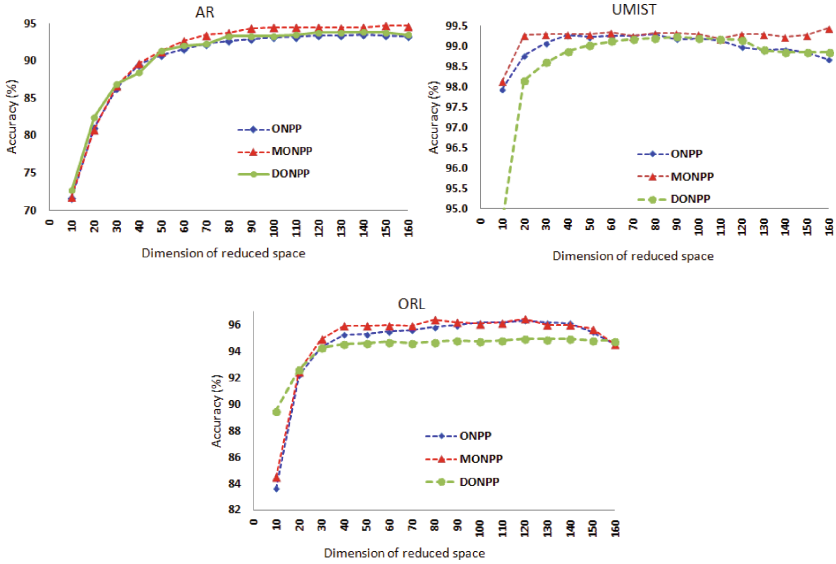 AR
95
90
85
80
75
70
Accuracy (%)
ONPP
MONPP
DONPP
0 10 20 30 40 50 60 70 80 90 100 110 120 130 140 150 160
Dimension of reduced space
UMIST
99.5
99.0
98.5
98.0
97.5
97.0
96.5
96.0
95.5
95.0
Accuracy (%)
ONPP
MONPP
DONPP
0 10 20 30 40 50 60 70 80 90 100 110 120 130 140 150 160
Dimension of reduced space
ORL
96
94
92
90
88
86
84
82
Accuracy (%)
ONPP
MONPP
DONPP
0 10 20 30 40 50 60 70 80 90 100 110 120 130 140 150 160
Dimension of reduced space